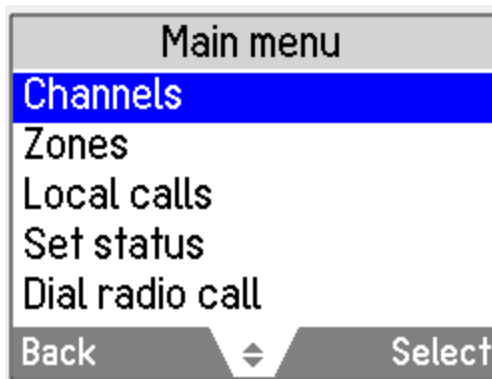 Main menu
Channels
Zones
Local calls
Set status
Dial radio call
Back Select